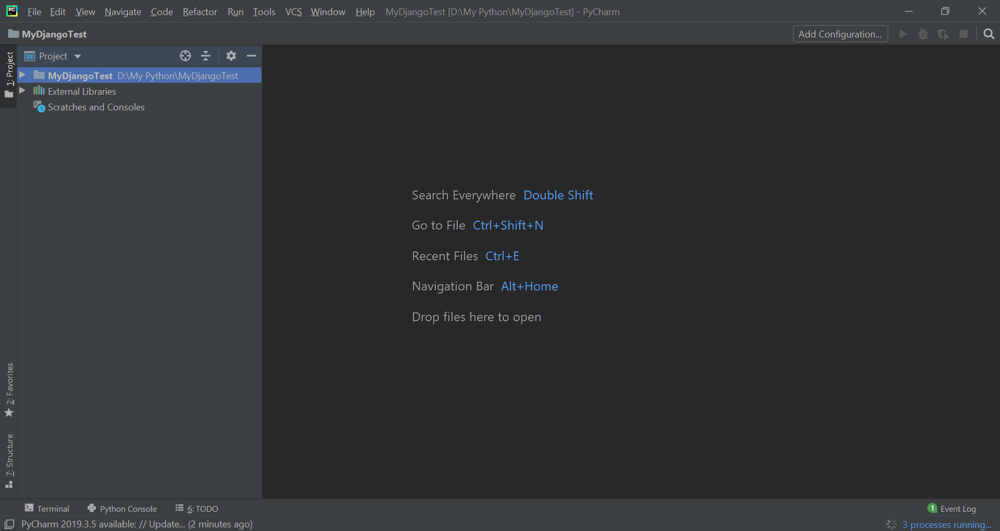 PC File Edit View Navigate Code Refactor Run Tools VCS Window Help MyDjangoTest [D:\My Python\MyDjangoTest] - PyCharm
MyDjangoTest Add Configuration...
1: Project
Project
MyDjangoTest D:\My Python\MyDjangoTest
External Libraries
Scratches and Consoles
Search Everywhere Double Shift
Go to File Ctrl+Shift+N
Recent Files Ctrl+E
Navigation Bar Alt+Home
Drop files here to open
2: Favorites
7: Structure
Terminal Python Console 6: TODO 1 Event Log
PyCharm 2019.3.5 available: // Update... (2 minutes ago) 3 processes running...